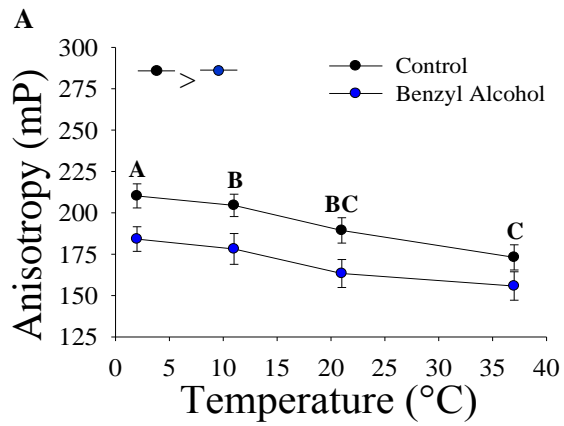 A
300
275
250
225
200
175
150
125
Anisotropy (mP)
>
Control
Benzyl Alcohol
A
B
BC
C
0 5 10 15 20 25 30 35 40
Temperature (°C)